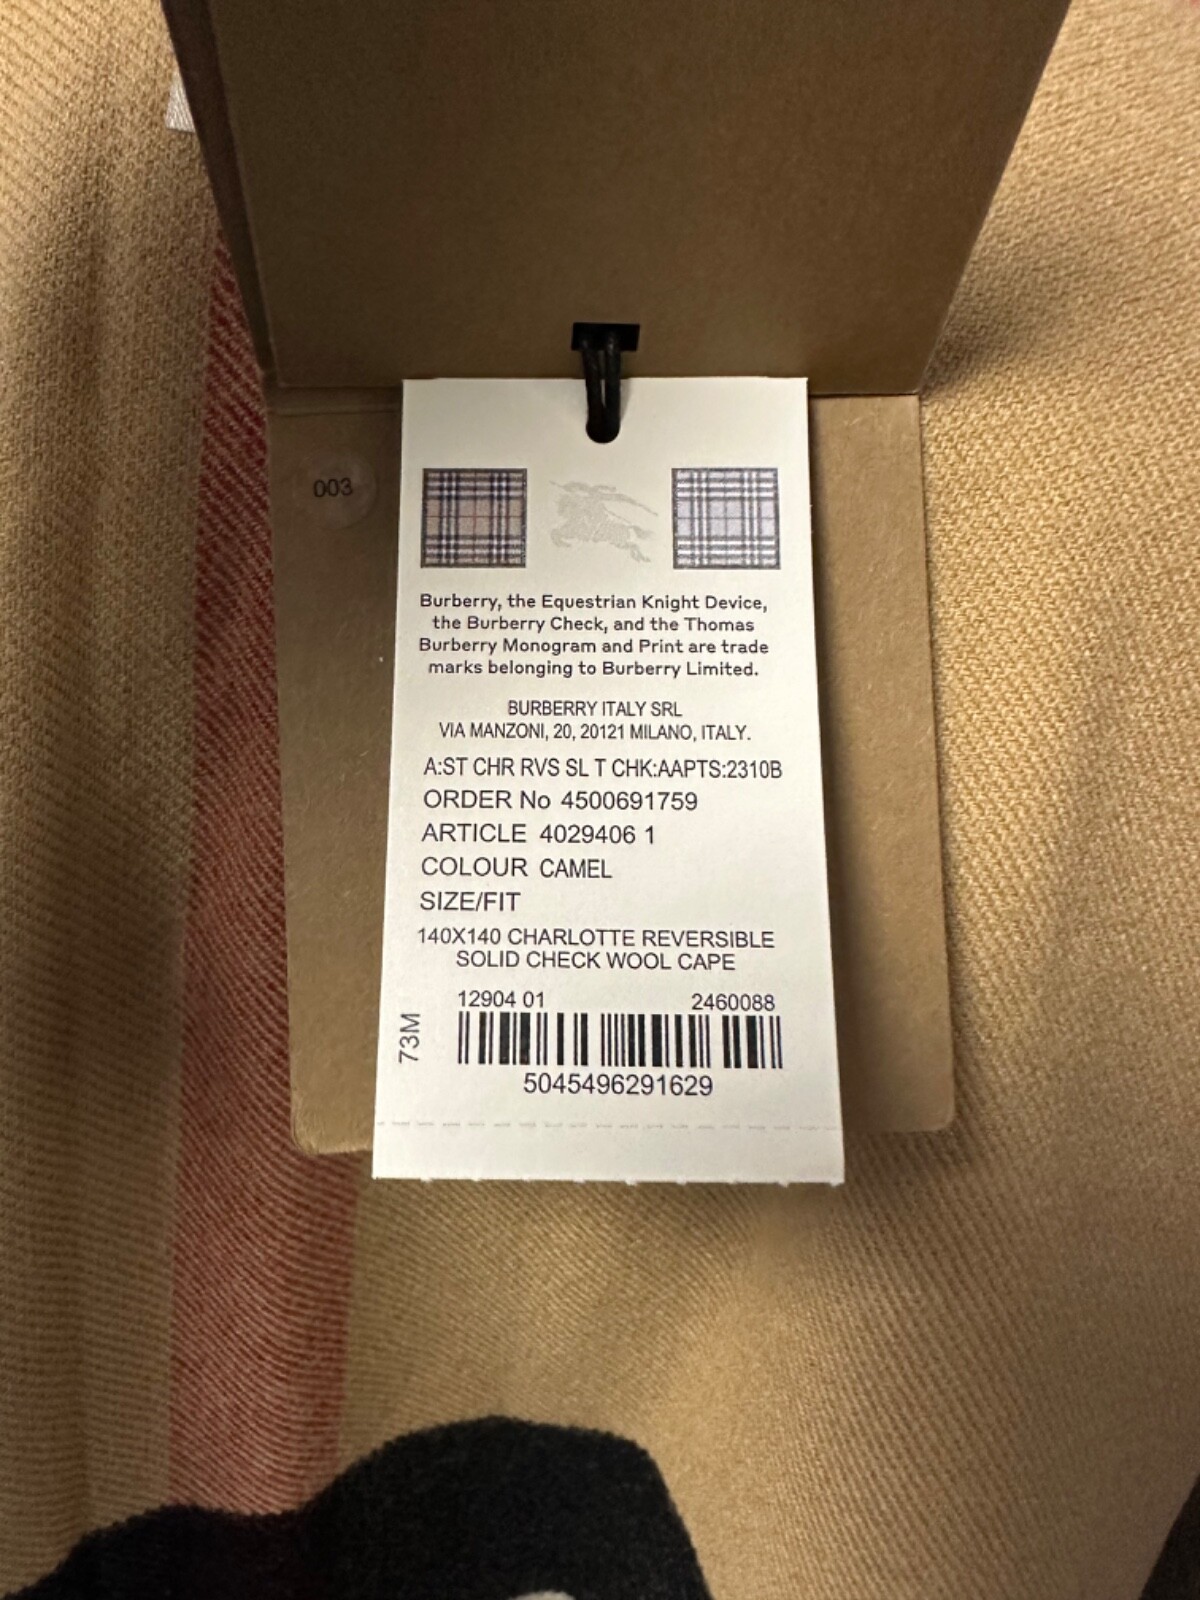 003
Burberry, the Equestrian Knight Device,
the Burberry Check, and the Thomas
Burberry Monogram and Print are trade
marks belonging to Burberry Limited.
BURBERRY ITALY SRL
VIA MANZONI, 20, 20121 MILANO, ITALY.
A:ST CHR RVS SL T CHK:AAPTS:2310B
ORDER No 4500691759
ARTICLE 4029406 1
COLOUR CAMEL
SIZE/FIT
140X140 CHARLOTTE REVERSIBLE
SOLID CHECK WOOL CAPE
12904 01 2460088
73M
5045496291629